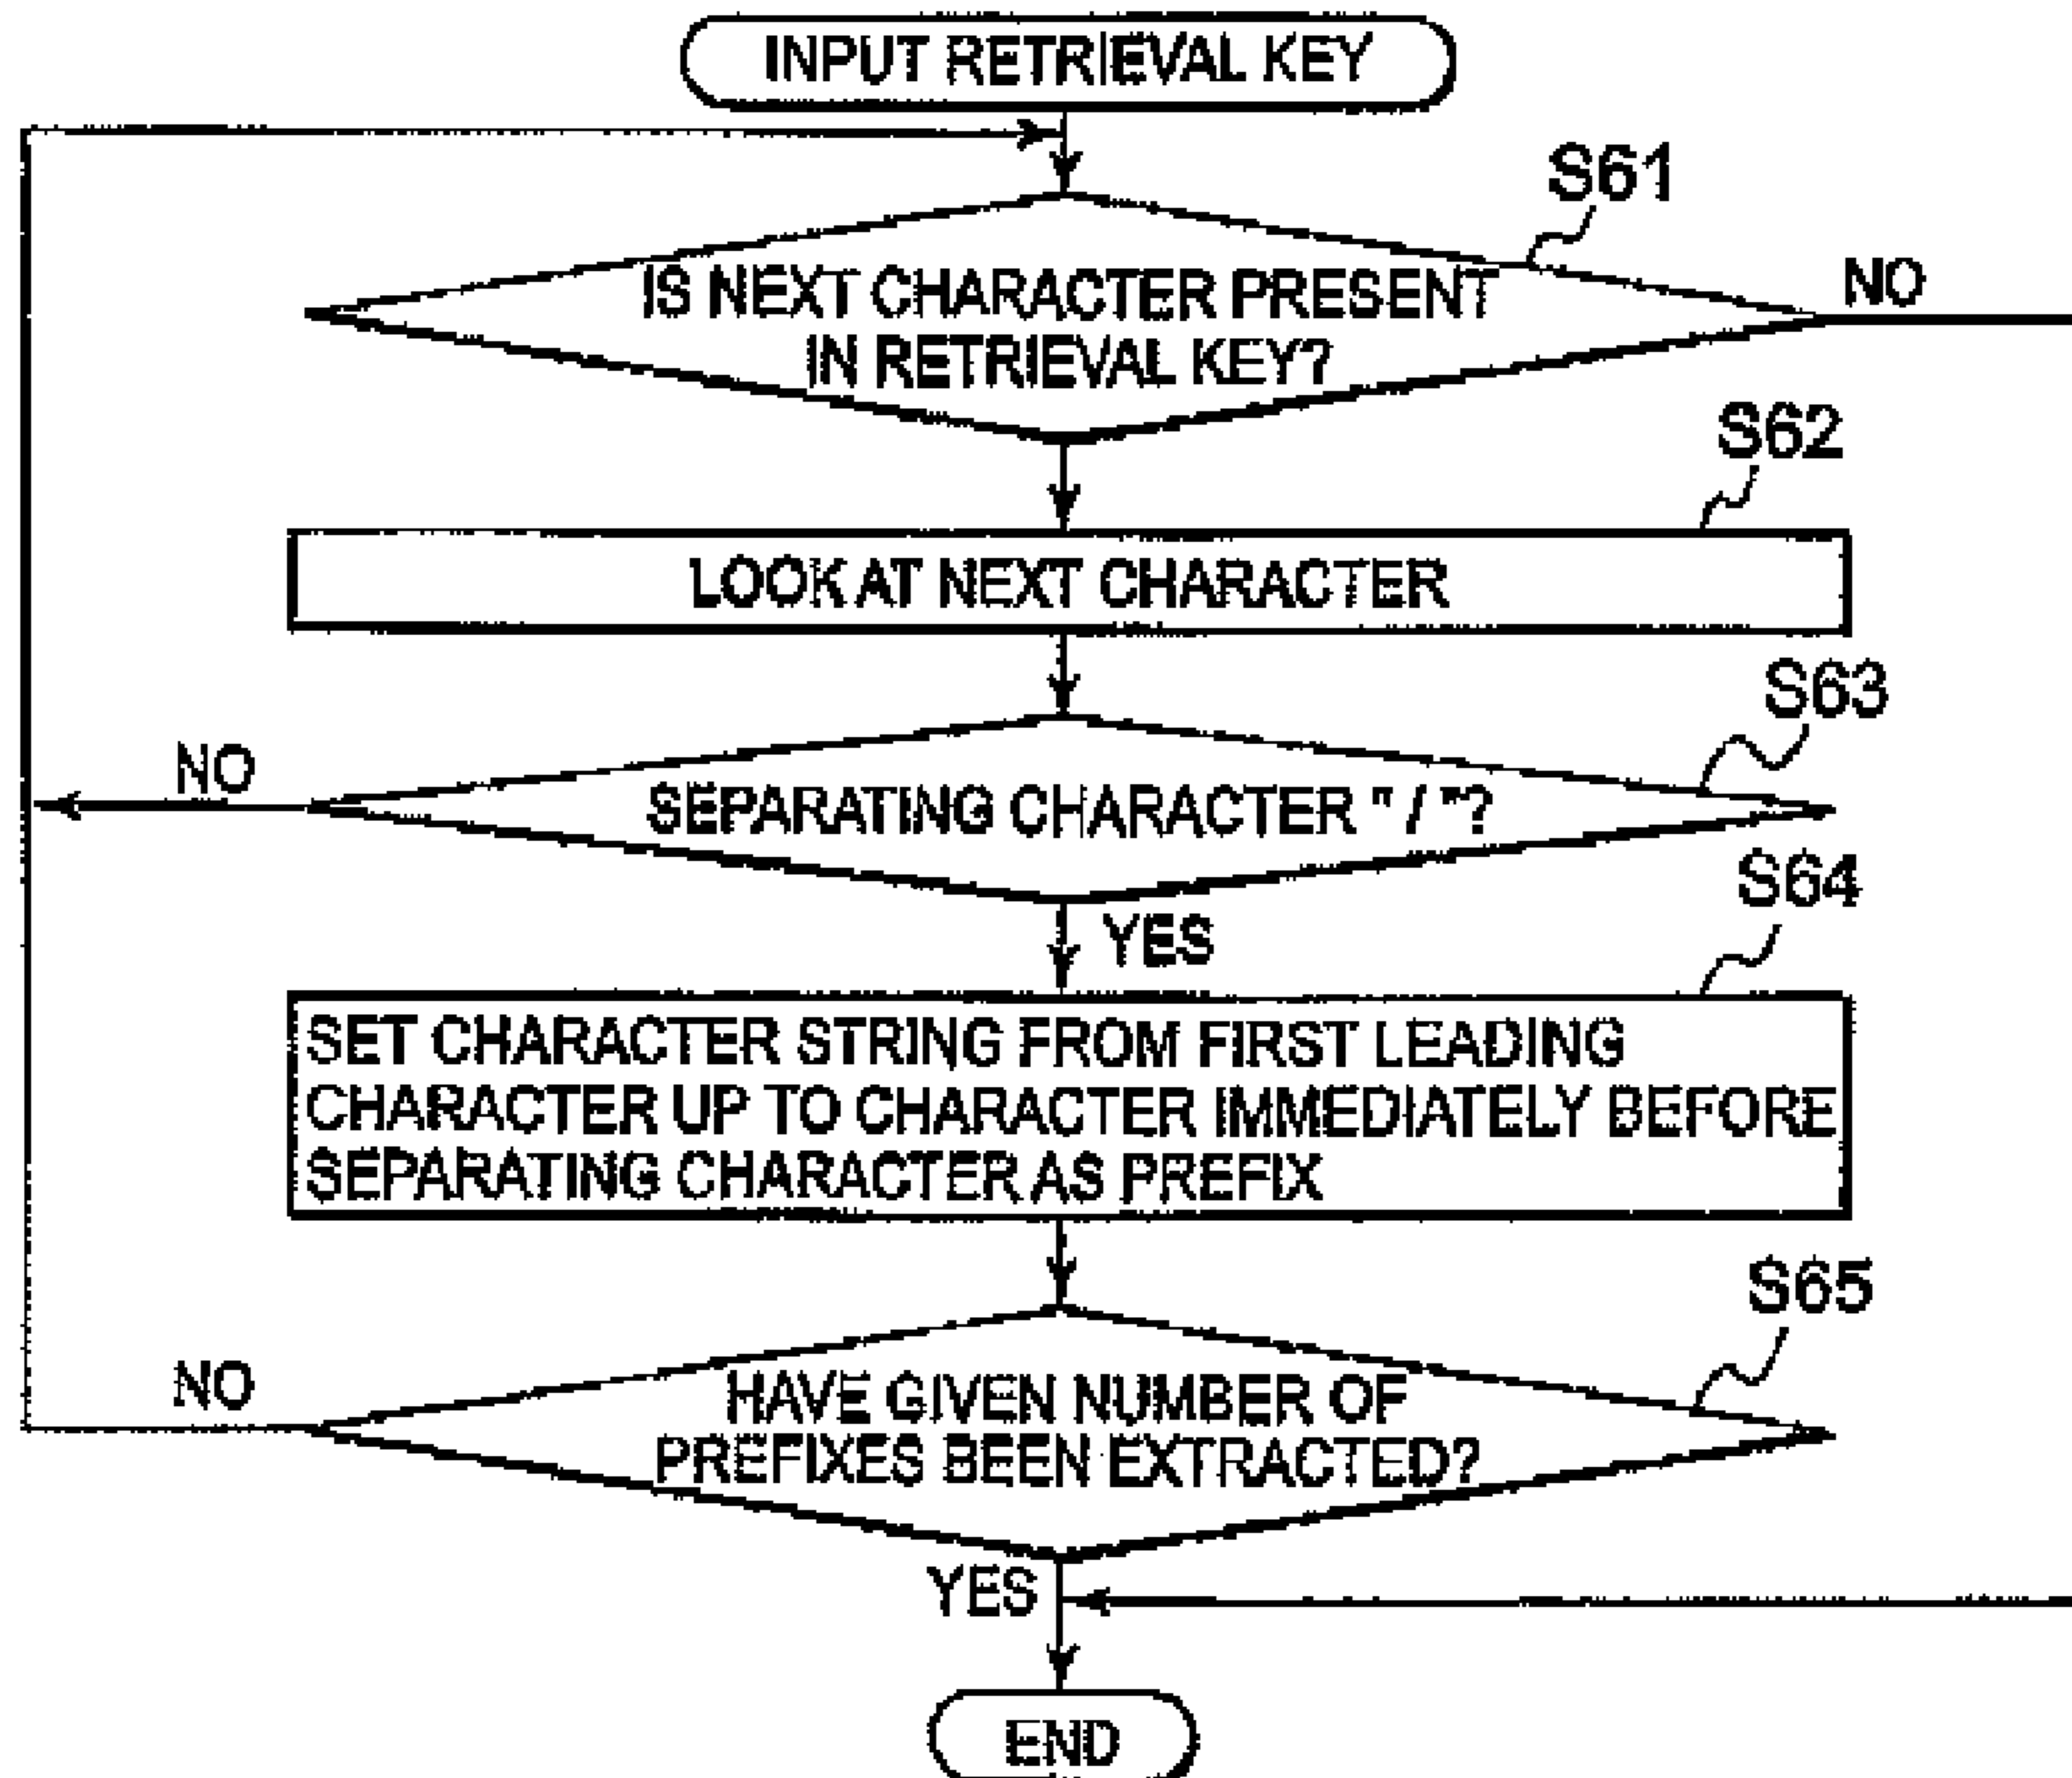 INPUT RETRIEVAL KEY
S61
IS NEXT CHARACTER PRESENT
IN RETRIEVAL KEY?
NO
S62
LOOK AT NEXT CHARACTER
S63
SEPARATING CHARACTER "/"?
NO
YES
S64
SET CHARACTER STRING FROM FIRST LEADING
CHARACTER UP TO CHARACTER IMMEDIATELY BEFORE
SEPARATING CHARACTER AS PREFIX
S65
HAVE GIVEN NUMBER OF
PREFIXES BEEN EXTRACTED?
NO
YES
END